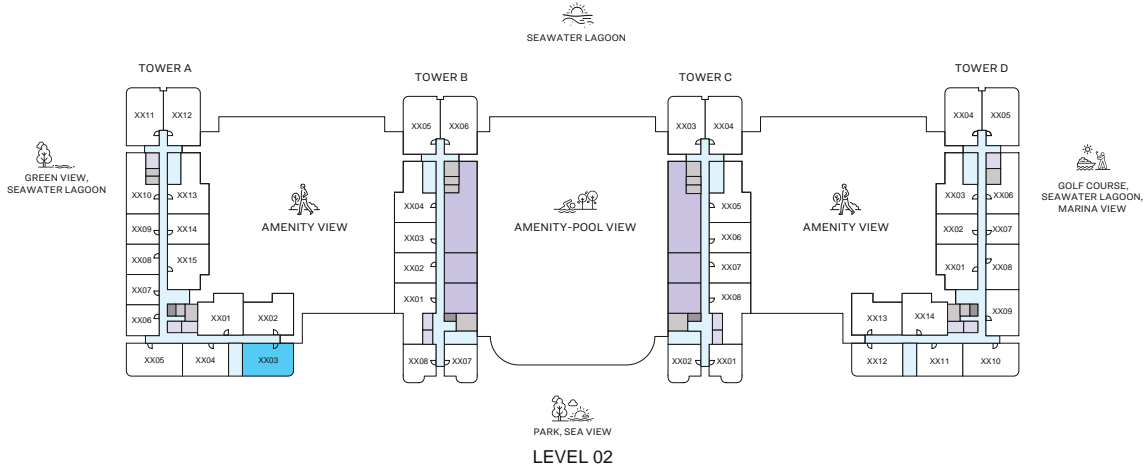 SEAWATER LAGOON
TOWER A
TOWER B
TOWER C
TOWER D
XX11
XX12
XX05
XX06
XX03
XX04
XX04
XX05
GREEN VIEW,
SEAWATER LAGOON
GOLF COURSE,
SEAWATER LAGOON,
MARINA VIEW
XX10
XX13
XX04
XX05
XX03
XX06
AMENITY VIEW
AMENITY-POOL VIEW
AMENITY VIEW
XX09
XX14
XX03
XX06
XX02
XX07
XX08
XX15
XX02
XX07
XX01
XX08
XX07
XX01
XX08
XX06
XX01
XX02
XX13
XX14
XX09
XX05
XX04
XX03
XX08
XX07
XX02
XX01
XX12
XX11
XX10
PARK, SEA VIEW
LEVEL 02